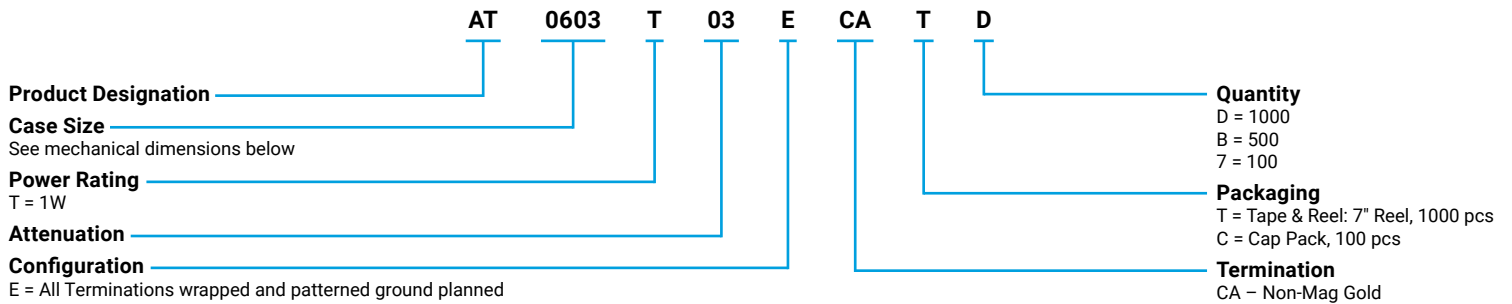 AT 0603 T 03 E CA T D
Product Designation
Case Size
See mechanical dimensions below
Power Rating
T = 1W
Attenuation
Configuration
E = All Terminations wrapped and patterned ground planned
Quantity
D = 1000
B = 500
7 = 100
Packaging
T = Tape & Reel: 7" Reel, 1000 pcs
C = Cap Pack, 100 pcs
Termination
CA – Non-Mag Gold